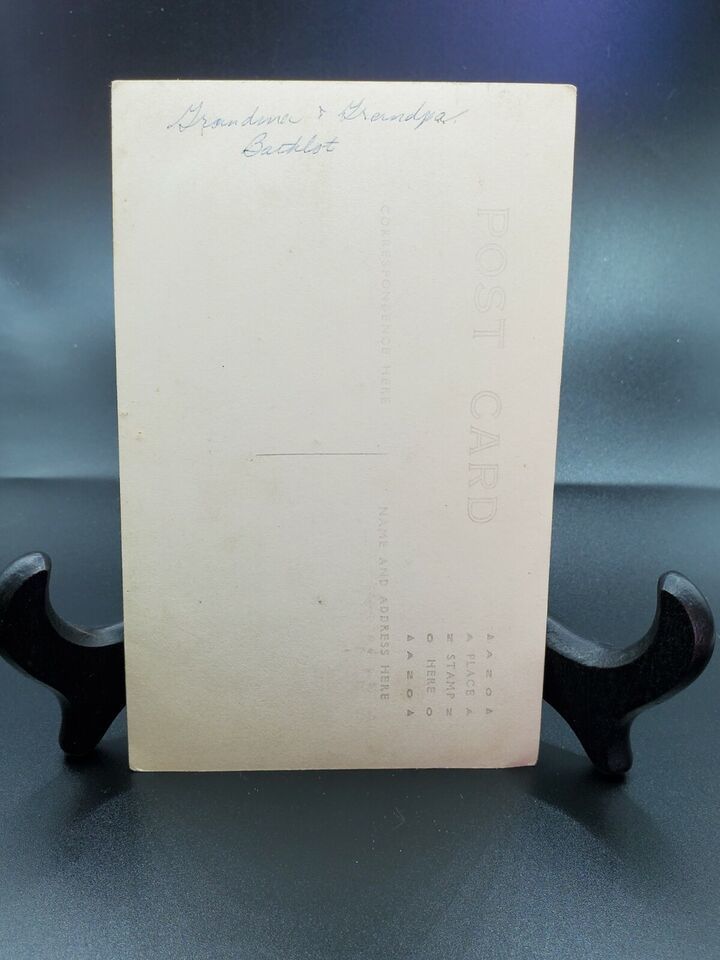 Grandma & Grandpa
Bathlot
POST CARD
CORRESPONDENCE HERE
NAME AND ADDRESS HERE
▲ A Z O ▲
A PLACE A
Z STAMP Z
O HERE O
▲ A Z O ▲